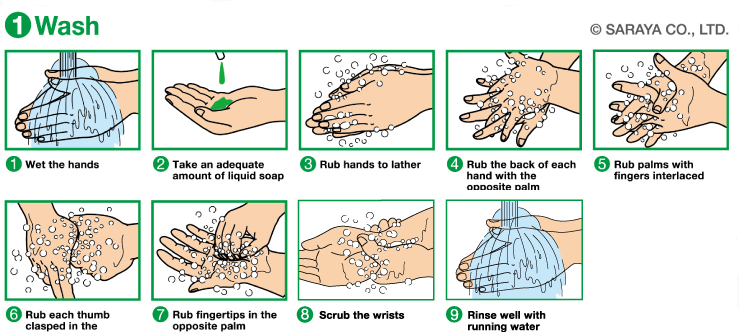 1 Wash
© SARAYA CO., LTD.
1 Wet the hands
2 Take an adequate
amount of liquid soap
3 Rub hands to lather
4 Rub the back of each
hand with the
opposite palm
5 Rub palms with
fingers interlaced
6 Rub each thumb
clasped in the
7 Rub fingertips in the
opposite palm
8 Scrub the wrists
9 Rinse well with
running water